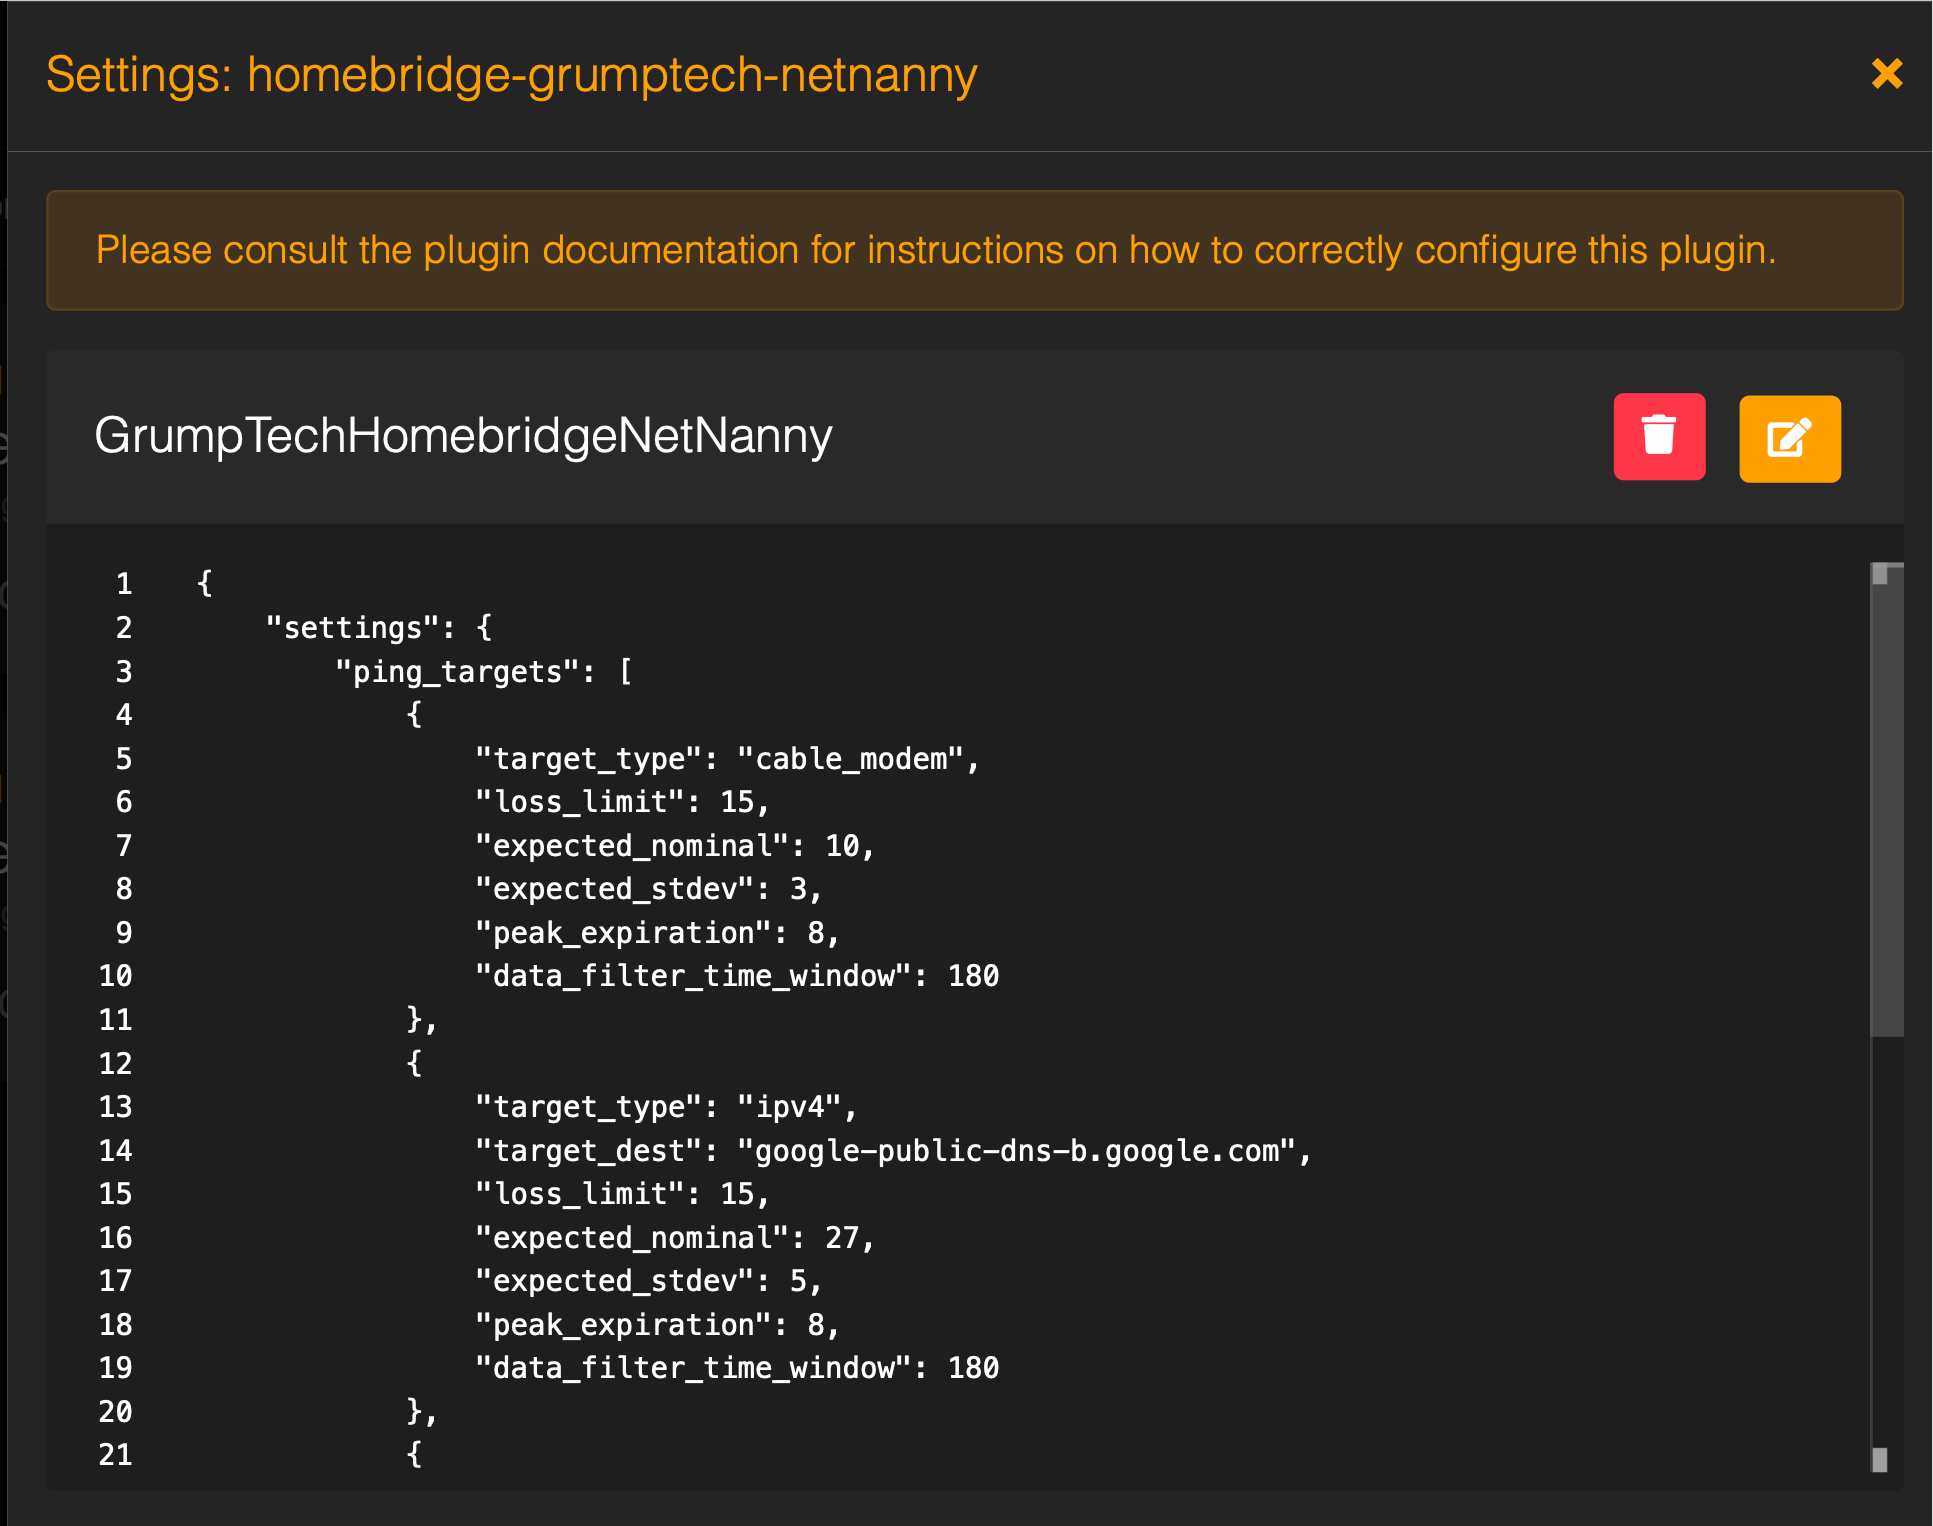 Settings: homebridge-grumptech-netnanny
Please consult the plugin documentation for instructions on how to correctly configure this plugin.
GrumpTechHomebridgeNetNanny
1 {
2 "settings": {
3 "ping_targets": [
4 {
5 "target_type": "cable_modem",
6 "loss_limit": 15,
7 "expected_nominal": 10,
8 "expected_stdev": 3,
9 "peak_expiration": 8,
10 "data_filter_time_window": 180
11 },
12 {
13 "target_type": "ipv4",
14 "target_dest": "google-public-dns-b.google.com",
15 "loss_limit": 15,
16 "expected_nominal": 27,
17 "expected_stdev": 5,
18 "peak_expiration": 8,
19 "data_filter_time_window": 180
20 },
21 {